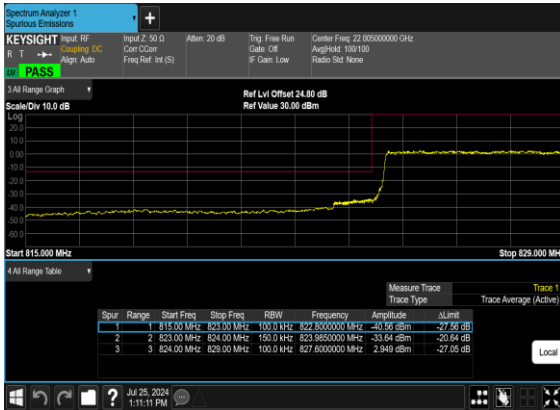 Spectrum Analyzer 1
Spurious Emissions
+
KEYSIGHT Input: RF Input Z: 50 Ω Atten: 20 dB Trig: Free Run Center Freq: 22.005000000 GHz
R T Coupling: DC Corr CCorr Gate: Off Avg|Hold: 100/100
Align: Auto Freq Ref: Int (S) IF Gain: Low Radio Std: None
PASS
3 All Range Graph
Scale/Div 10.0 dB
Ref Lvl Offset 24.80 dB
Ref Value 30.00 dBm
Log
20.0
10.0
0.00
-10.0
-20.0
-30.0
-40.0
-50.0
-60.0
Start 815.000 MHz Stop 829.000 MH
4 All Range Table
Measure Trace Trace 1
Trace Type Trace Average (Active)
Spur Range Start Freq Stop Freq RBW Frequency Amplitude ΔLimit
1 1 815.00 MHz 823.00 MHz 100.0 kHz 822.8000000 MHz -40.56 dBm -27.56 dB
2 2 823.00 MHz 824.00 MHz 150.0 kHz 823.9850000 MHz -33.64 dBm -20.64 dB
3 3 824.00 MHz 829.00 MHz 100.0 kHz 827.6000000 MHz 2.949 dBm -27.05 dB
Local
?
Jul 25, 2024
1:11:11 PM